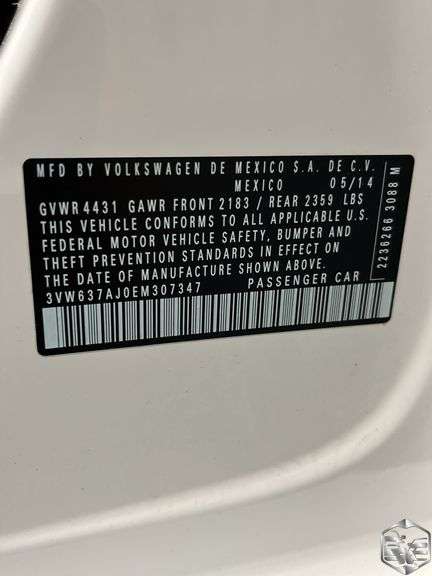 MFD BY VOLKSWAGEN DE MEXICO S.A. DE C.V.
MEXICO 05/14
GVWR 4431 GAWR FRONT 2183 / REAR 2359 LBS
THIS VEHICLE CONFORMS TO ALL APPLICABLE U.S.
FEDERAL MOTOR VEHICLE SAFETY, BUMPER AND
THEFT PREVENTION STANDARDS IN EFFECT ON
THE DATE OF MANUFACTURE SHOWN ABOVE.
3VW637AJ0EM307347 PASSENGER CAR
2236266 3088 M